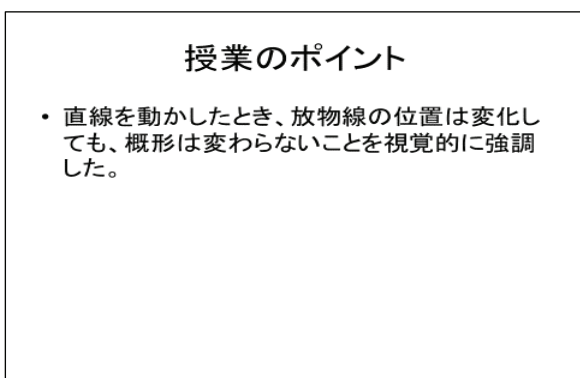 授業のポイント
• 直線を動かしたとき、放物線の位置は変化し
ても、概形は変わらないことを視覚的に強調
した。